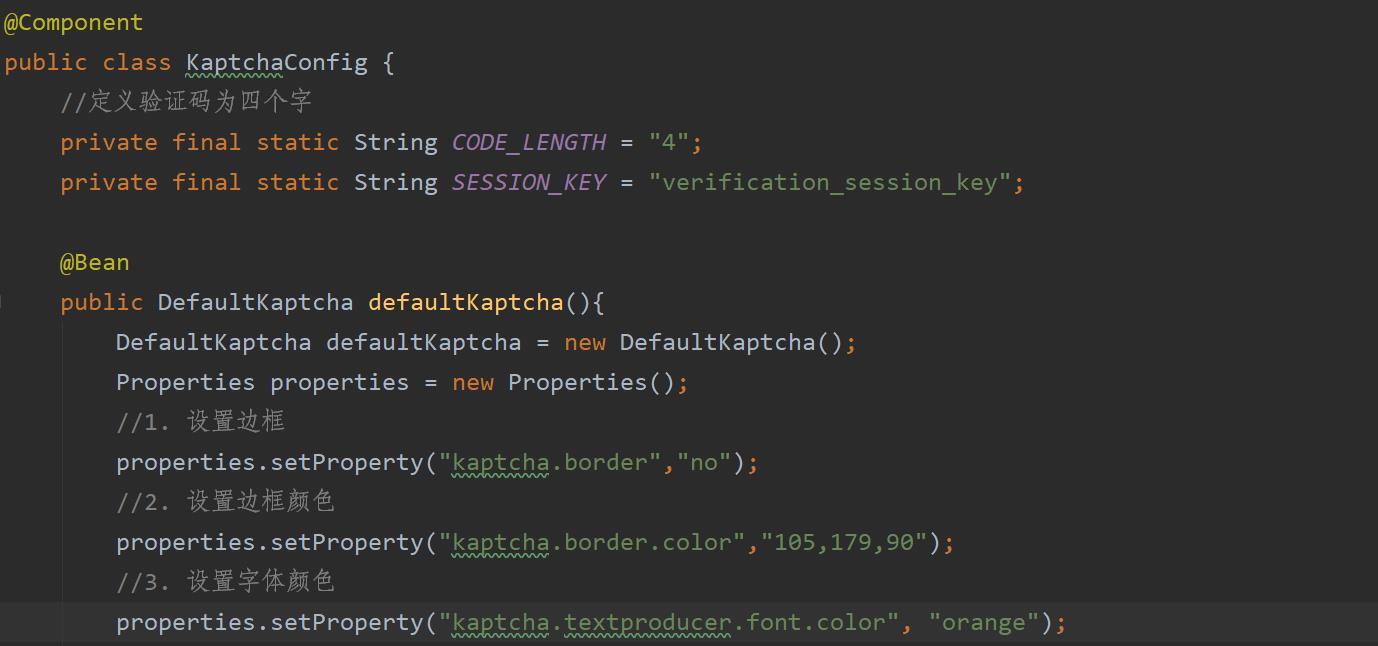 @Component
public class KaptchaConfig {
//定义验证码为四个字
private final static String CODE_LENGTH = "4";
private final static String SESSION_KEY = "verification_session_key";
@Bean
public DefaultKaptcha defaultKaptcha(){
DefaultKaptcha defaultKaptcha = new DefaultKaptcha();
Properties properties = new Properties();
//1. 设置边框
properties.setProperty("kaptcha.border","no");
//2. 设置边框颜色
properties.setProperty("kaptcha.border.color","105,179,90");
//3. 设置字体颜色
properties.setProperty("kaptcha.textproducer.font.color", "orange");